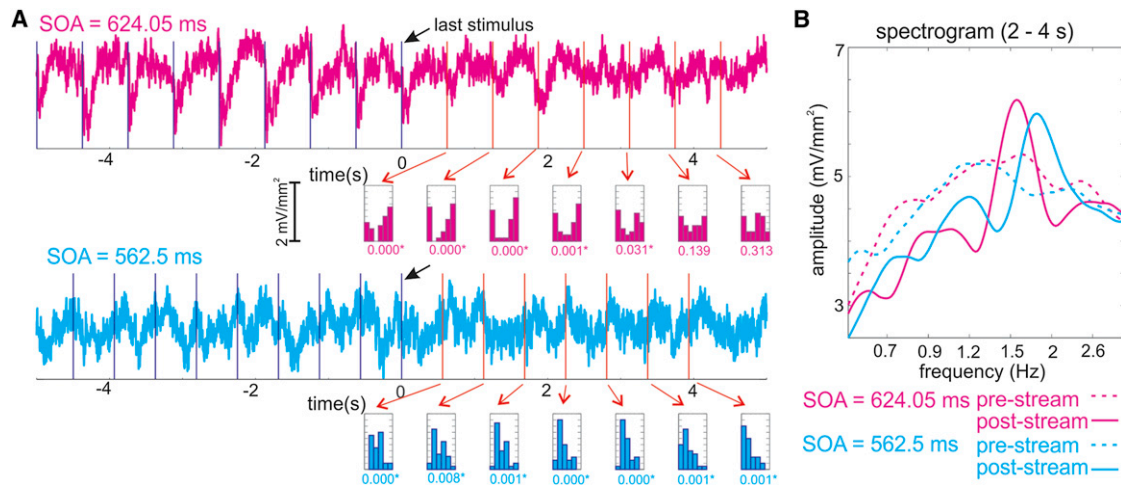 A
SOA = 624.05 ms
last stimulus
-4 -2 0 2 4
time(s)
2 mV/mm²
0.000* 0.000* 0.000* 0.001* 0.031* 0.139 0.313
SOA = 562.5 ms
-4 -2 0 2 4
time(s)
0.000* 0.008* 0.001* 0.000* 0.000* 0.001* 0.001*
B
spectrogram (2 - 4 s)
7
5
3
amplitude (mV/mm²)
0.7 0.9 1.2 1.5 2 2.6
frequency (Hz)
SOA = 624.05 ms pre-stream
post-stream
SOA = 562.5 ms pre-stream
post-stream